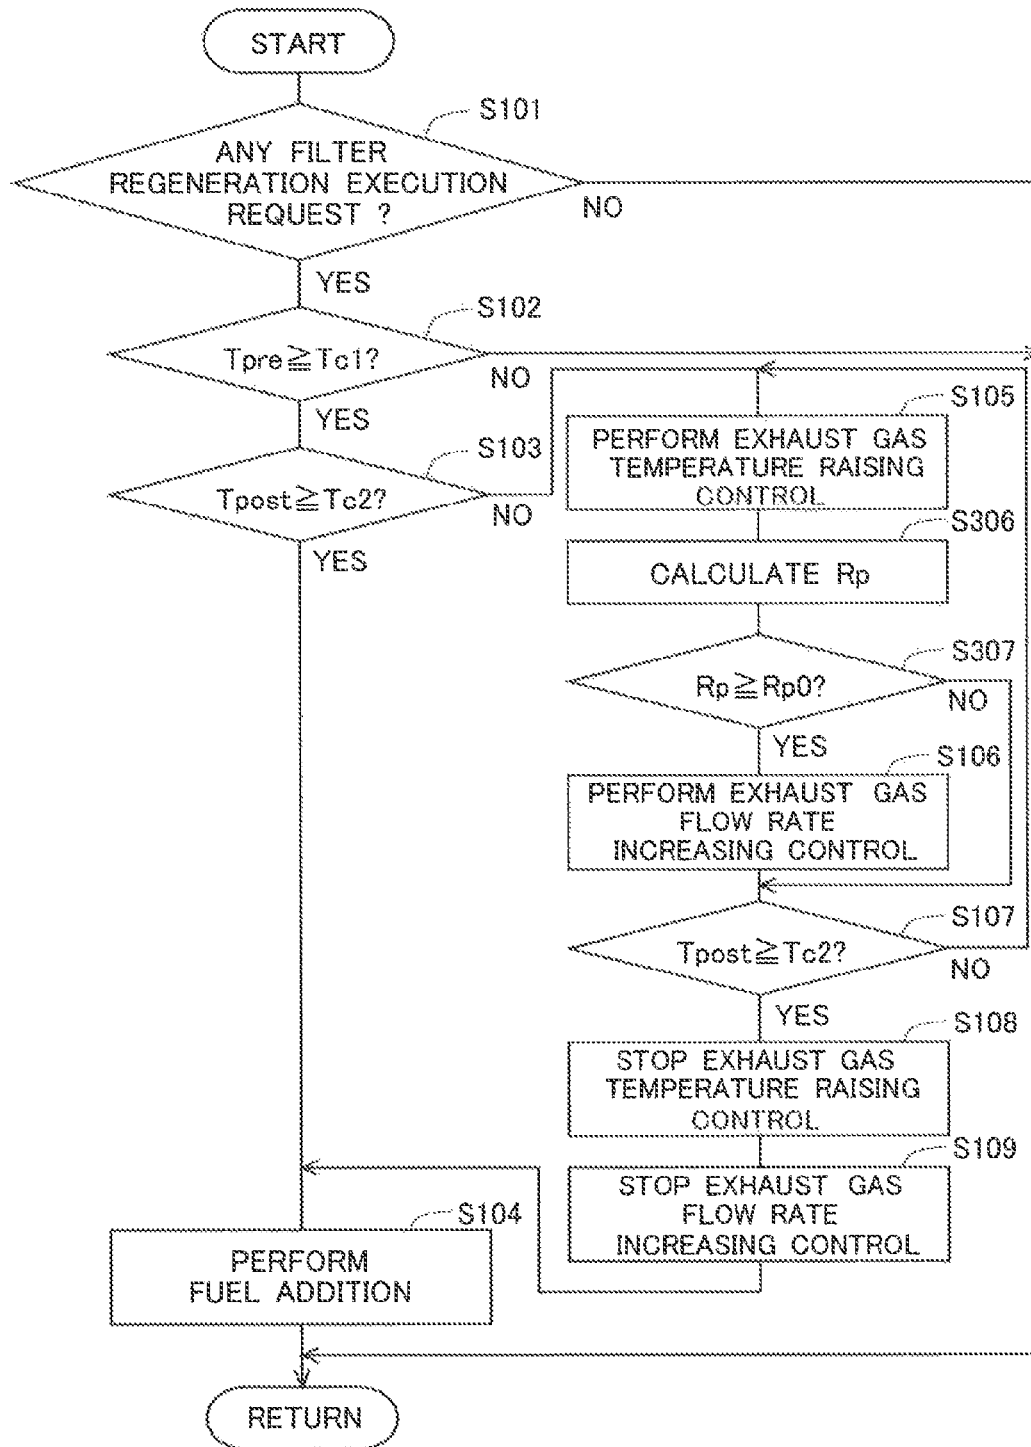 START
S101
ANY FILTER
REGENERATION EXECUTION
REQUEST ?
NO
YES
S102
Tpre≧Tc1?
NO
YES
S103
Tpost≧Tc2?
NO
YES
S105
PERFORM EXHAUST GAS
TEMPERATURE RAISING
CONTROL
S306
CALCULATE Rp
S307
Rp≧Rp0?
NO
YES
S106
PERFORM EXHAUST GAS
FLOW RATE
INCREASING CONTROL
S107
Tpost≧Tc2?
NO
YES
S108
STOP EXHAUST GAS
TEMPERATURE RAISING
CONTROL
S109
STOP EXHAUST GAS
FLOW RATE
INCREASING CONTROL
S104
PERFORM
FUEL ADDITION
RETURN